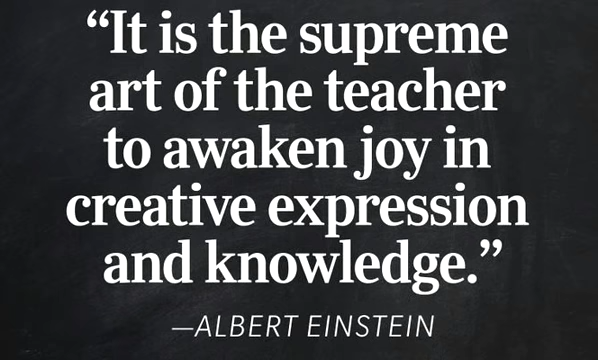 “It is the supreme
art of the teacher
to awaken joy in
creative expression
and knowledge.”
—ALBERT EINSTEIN